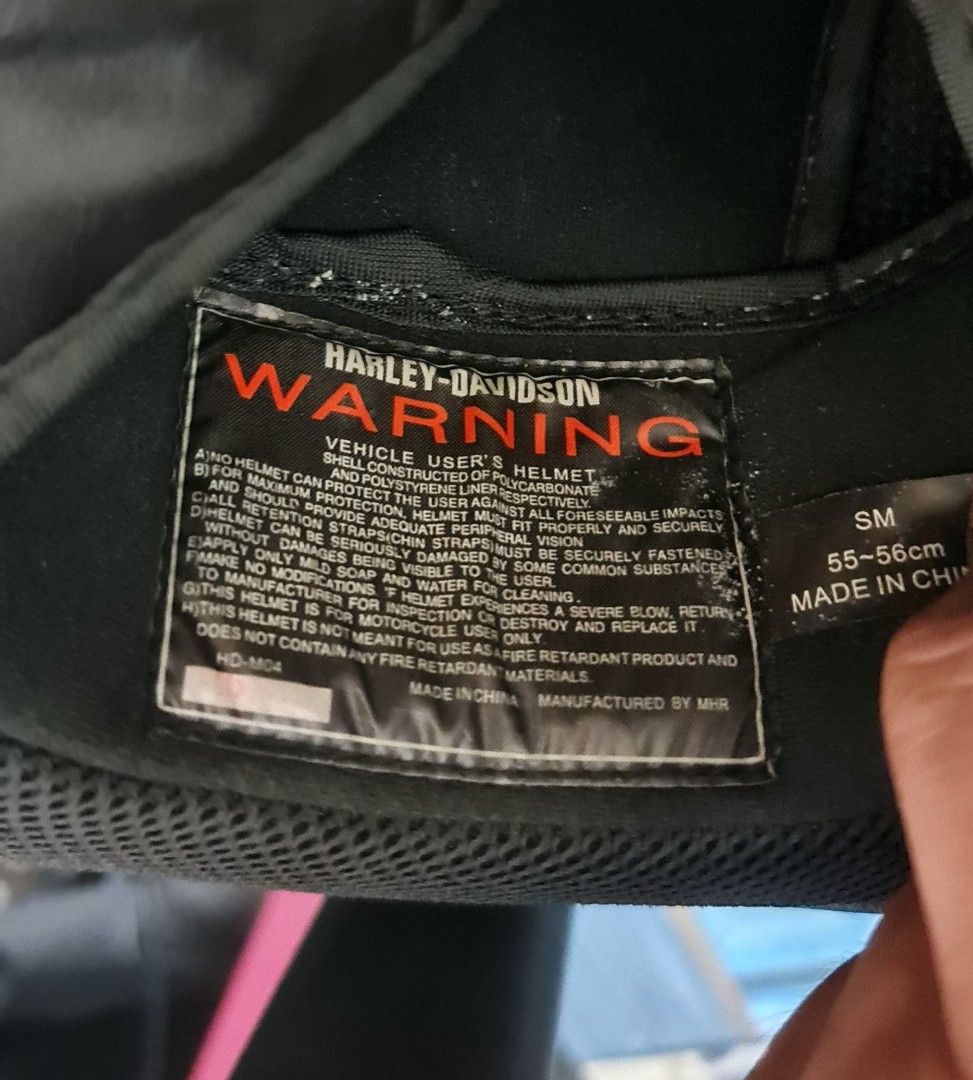 HARLEY-DAVIDSON
WARNING
VEHICLE USER'S HELMET
SHELL CONSTRUCTED OF POLYCARBONATE
AND POLYSTYRENE LINER RESPECTIVELY.
A)NO HELMET CAN PROTECT THE USER AGAINST ALL FORESEEABLE IMPACTS
B)FOR MAXIMUM PROTECTION, HELMET MUST FIT PROPERLY AND SECURELY
AND SHOULD PROVIDE ADEQUATE PERIPHERAL VISION
C)ALL RETENTION STRAPS(CHIN STRAPS)MUST BE SECURELY FASTENED
D)HELMET CAN BE SERIOUSLY DAMAGED BY SOME COMMON SUBSTANCES
WITHOUT DAMAGES BEING VISIBLE TO THE USER.
E)APPLY ONLY MILD SOAP AND WATER FOR CLEANING.
F)MAKE NO MODIFICATIONS. IF HELMET EXPERIENCES A SEVERE BLOW, RETURN
TO MANUFACTURER FOR INSPECTION OR DESTROY AND REPLACE IT.
G)THIS HELMET IS FOR MOTORCYCLE USE ONLY
H)THIS HELMET IS NOT MEANT FOR USE AS A FIRE RETARDANT PRODUCT AND
DOES NOT CONTAIN ANY FIRE RETARDANT MATERIALS.
HD-M04
MADE IN CHINA MANUFACTURED BY MHR
SM
55~56cm
MADE IN CHIN